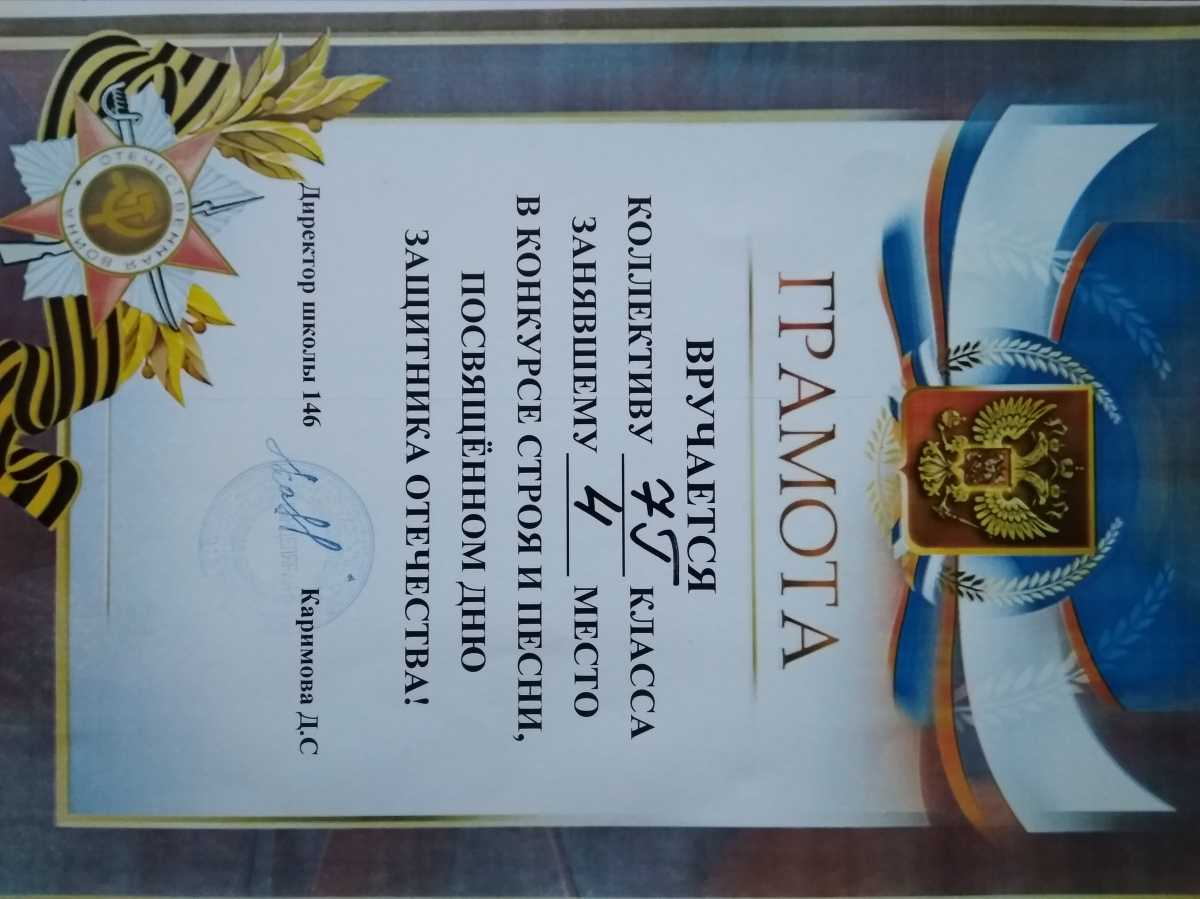 ГРАМОТА
ВРУЧАЕТСЯ
КОЛЛЕКТИВУ 7Г КЛАССА
ЗАНЯВШЕМУ 4 МЕСТО
В КОНКУРСЕ СТРОЯ И ПЕСНИ,
ПОСВЯЩЁННОМ ДНЮ
ЗАЩИТНИКА ОТЕЧЕСТВА!
Директор школы 146 Каримова Д.С
ОТЕЧЕСТВЕННАЯ ВОЙНА